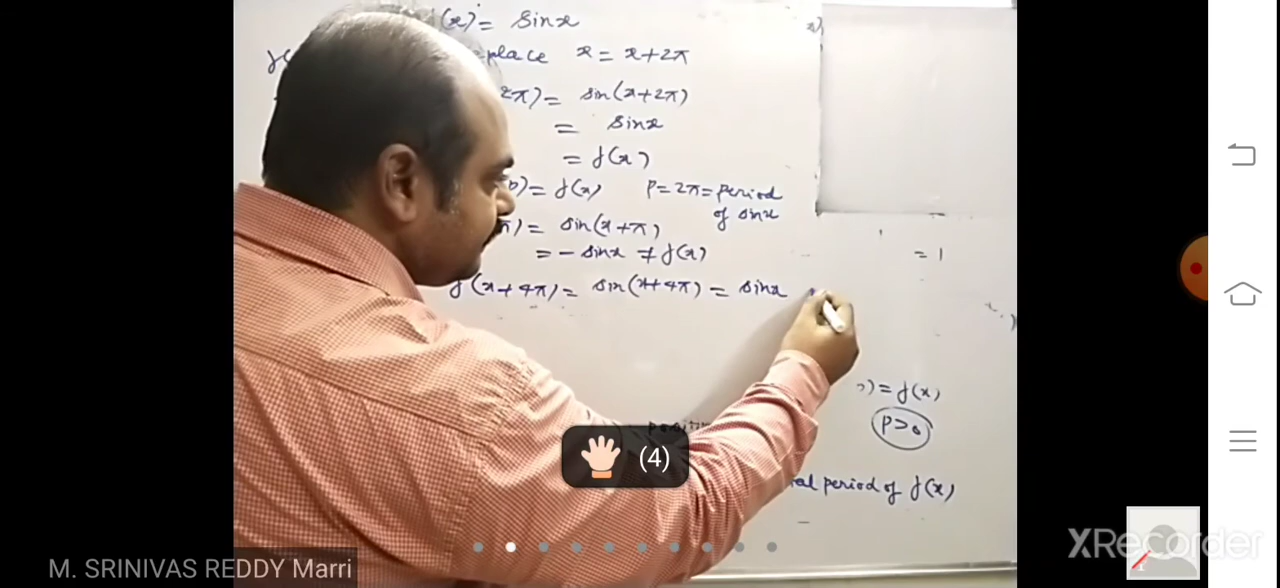 (x) = sinx
place x = x+2π
2π) = sin(x+2π)
= sinx
= f(x)
) = f(x) P = 2π = period
of sinx
) = sin(x+π)
= - sinx ≠ f(x)
= 1
f(x+4π) = sin(x+4π) = sinx
) = f(x)
P>0
(4)
period of f(x)
M. SRINIVAS REDDY Marri
XRecorder